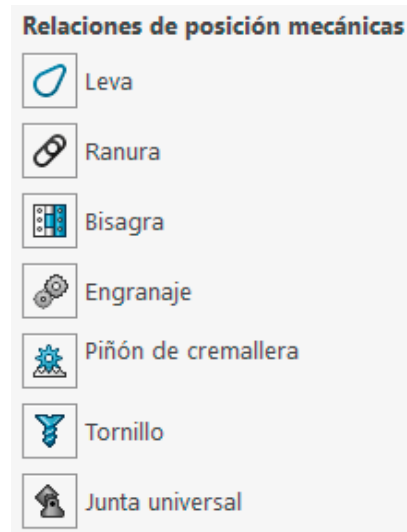 Relaciones de posición mecánicas
Leva
Ranura
Bisagra
Engranaje
Piñón de cremallera
Tornillo
Junta universal